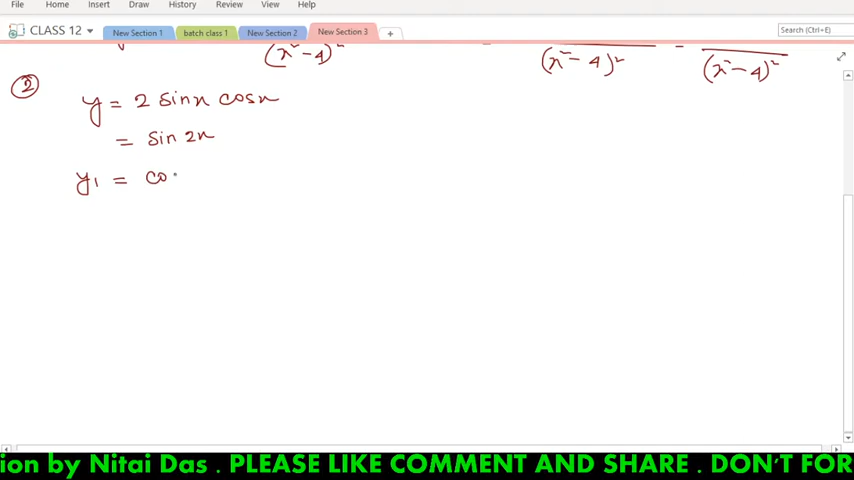 File Home Insert Draw History Review View Help
CLASS 12 New Section 1 batch class 1 New Section 2 New Section 3 + Search (Ctrl+E)
(x² - 4)² = (x² - 4)² - (x² - 4)²
② y = 2 sinx cosx
= sin 2x
y₁ = co
ion by Nitai Das . PLEASE LIKE COMMENT AND SHARE . DON'T FOR